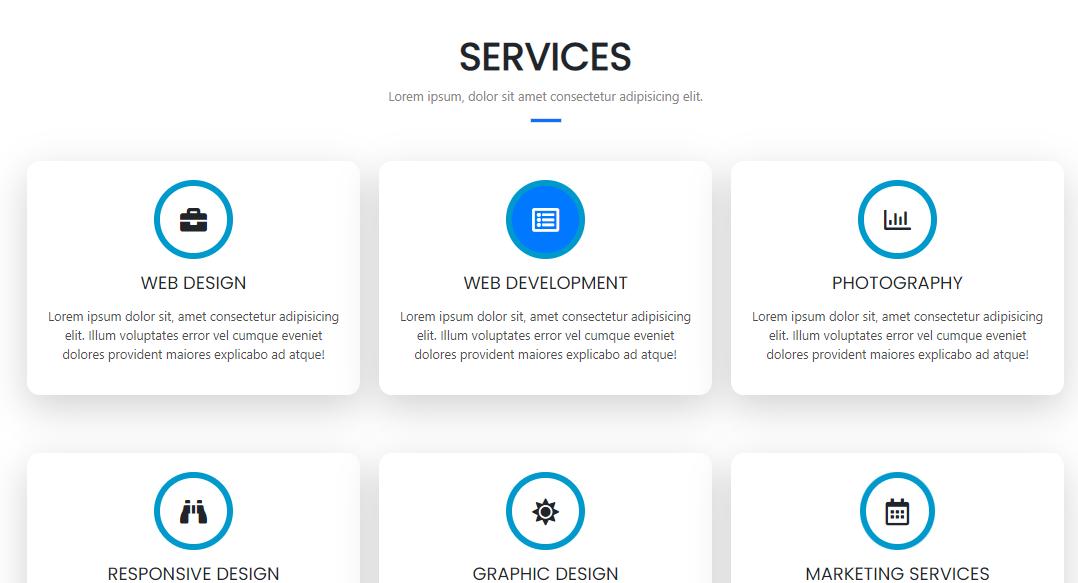 SERVICES
Lorem ipsum, dolor sit amet consectetur adipisicing elit.
WEB DESIGN
Lorem ipsum dolor sit, amet consectetur adipisicing
elit. Illum voluptates error vel cumque eveniet
dolores provident maiores explicabo ad atque!
WEB DEVELOPMENT
Lorem ipsum dolor sit, amet consectetur adipisicing
elit. Illum voluptates error vel cumque eveniet
dolores provident maiores explicabo ad atque!
PHOTOGRAPHY
Lorem ipsum dolor sit, amet consectetur adipisicing
elit. Illum voluptates error vel cumque eveniet
dolores provident maiores explicabo ad atque!
RESPONSIVE DESIGN
GRAPHIC DESIGN
MARKETING SERVICES